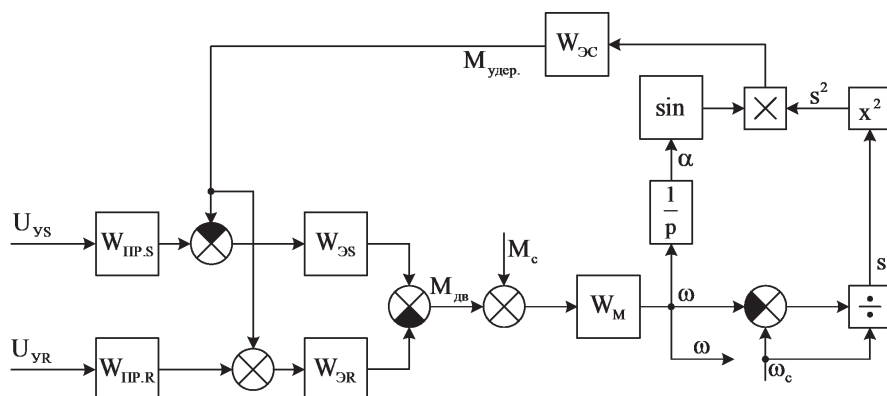 W_ЭС
M_удер.
sin
×
s²
x²
α
1/p
U_УS
W_ПР.S
W_ЭS
M_с
M_дв
W_М
ω
s
÷
U_УR
W_ПР.R
W_ЭR
ω
ω_с